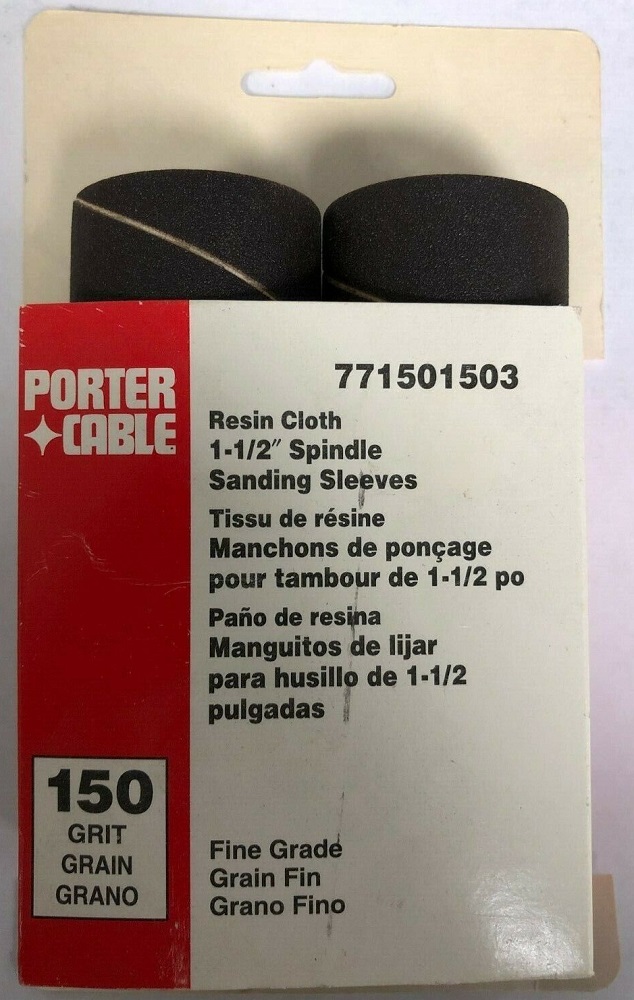 PORTER
CABLE
771501503
Resin Cloth
1-1/2″ Spindle
Sanding Sleeves
Tissu de résine
Manchons de ponçage
pour tambour de 1-1/2 po
Paño de resina
Manguitos de lijar
para husillo de 1-1/2
pulgadas
150
GRIT
GRAIN
GRANO
Fine Grade
Grain Fin
Grano Fino